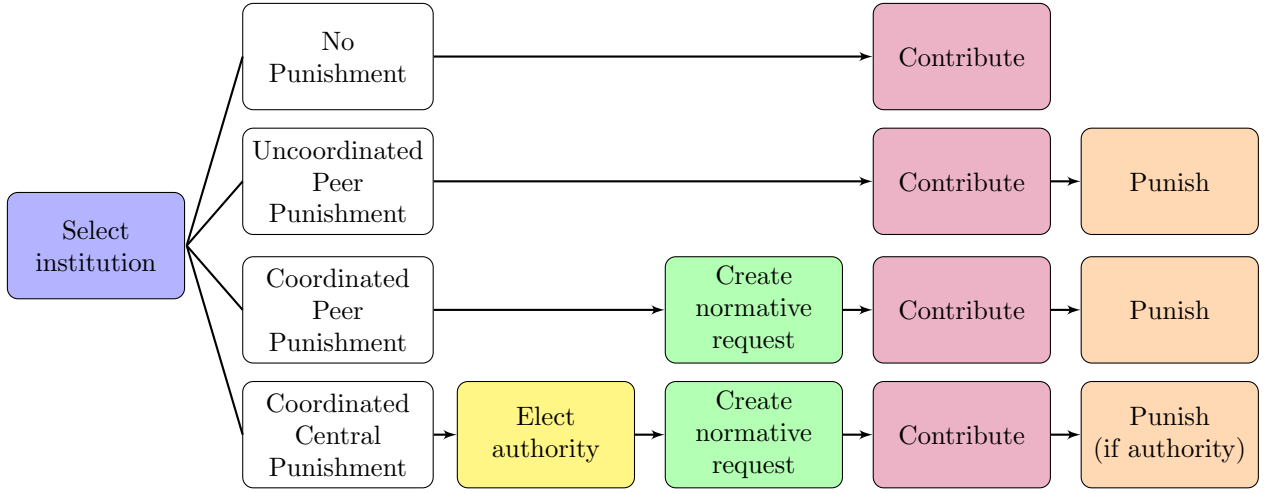 No
Punishment
Contribute
Uncoordinated
Peer
Punishment
Contribute
Punish
Select
institution
Coordinated
Peer
Punishment
Create
normative
request
Contribute
Punish
Coordinated
Central
Punishment
Elect
authority
Create
normative
request
Contribute
Punish
(if authority)